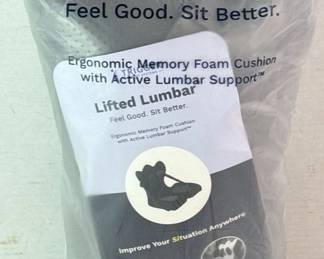 Feel Good. Sit Better.
Ergonomic Memory Foam Cushion
with Active Lumbar Support™
Lifted Lumbar
Feel Good. Sit Better.
Ergonomic Memory Foam Cushion
with Active Lumbar Support™
Improve Your Situation Anywhere